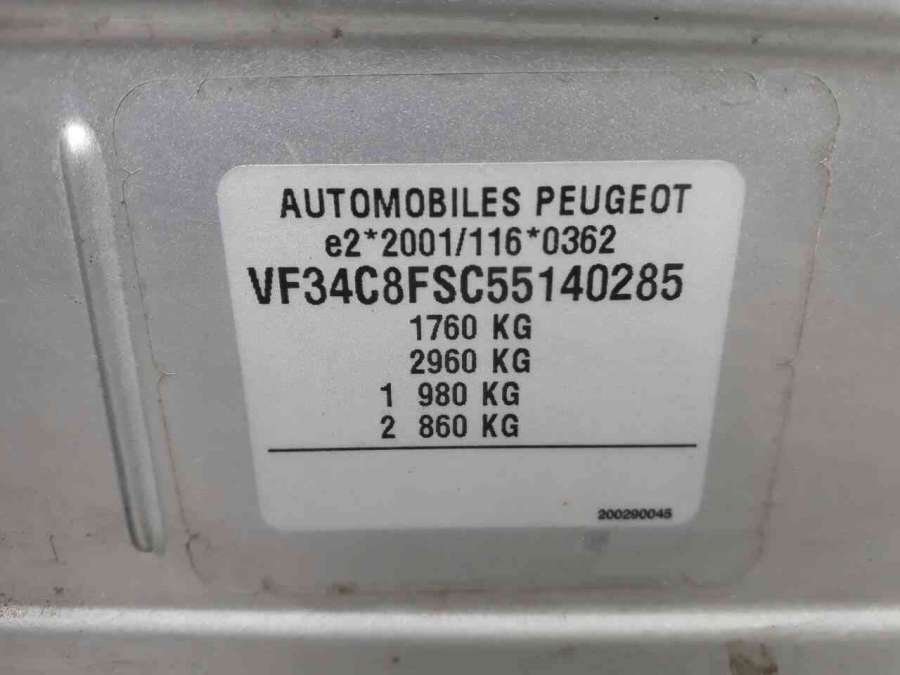 AUTOMOBILES PEUGEOT
e2*2001/116*0362
VF34C8FSC55140285
1760 KG
2960 KG
1 980 KG
2 860 KG
200290045